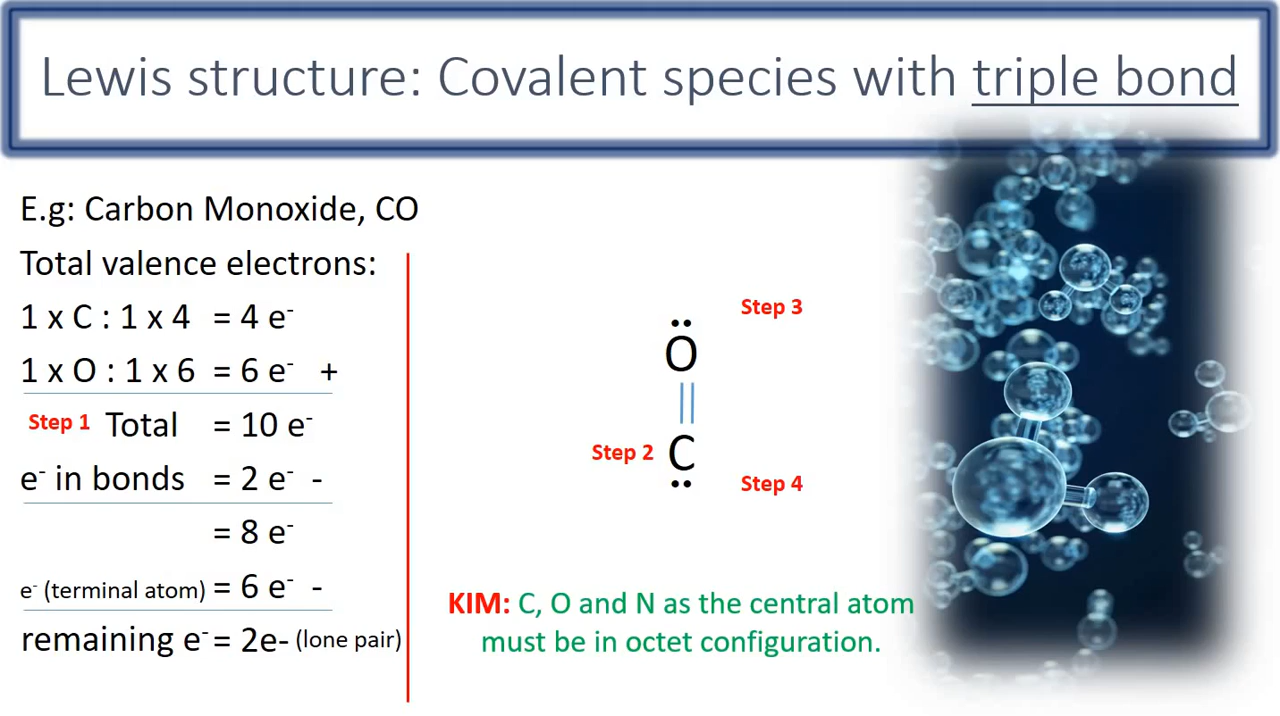 Lewis structure: Covalent species with triple bond
E.g: Carbon Monoxide, CO
Total valence electrons:
1 x C : 1 x 4 = 4 e⁻
1 x O : 1 x 6 = 6 e⁻ +
Step 1 Total = 10 e⁻
e⁻ in bonds = 2 e⁻ -
= 8 e⁻
e⁻ (terminal atom) = 6 e⁻ -
remaining e⁻ = 2e- (lone pair)
Step 3
O
Step 2 C
Step 4
KIM: C, O and N as the central atom
must be in octet configuration.